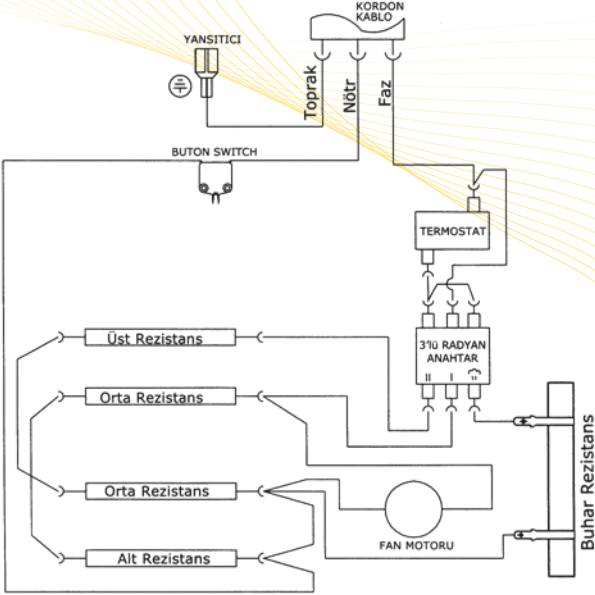 KORDON
KABLO
YANSITICI
Toprak
Nötr
Faz
BUTON SWITCH
TERMOSTAT
3'lü RADYAN
ANAHTAR
II I
Üst Rezistans
Orta Rezistans
Orta Rezistans
Alt Rezistans
FAN MOTORU
Buhar Rezistans